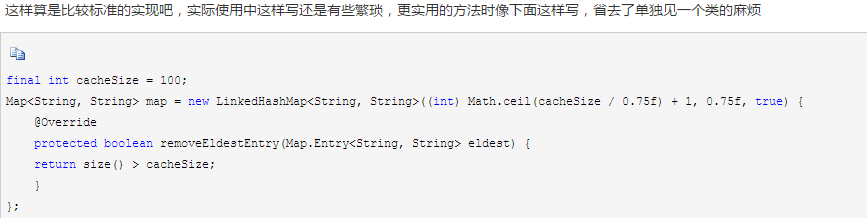 这样算是比较标准的实现吧，实际使用中这样写还是有些繁琐，更实用的方法时像下面这样写，省去了单独见一个类的麻烦
final int cacheSize = 100;
Map<String, String> map = new LinkedHashMap<String, String>((int) Math.ceil(cacheSize / 0.75f) + 1, 0.75f, true) {
    @Override
    protected boolean removeEldestEntry(Map.Entry<String, String> eldest) {
    return size() > cacheSize;
    }
};